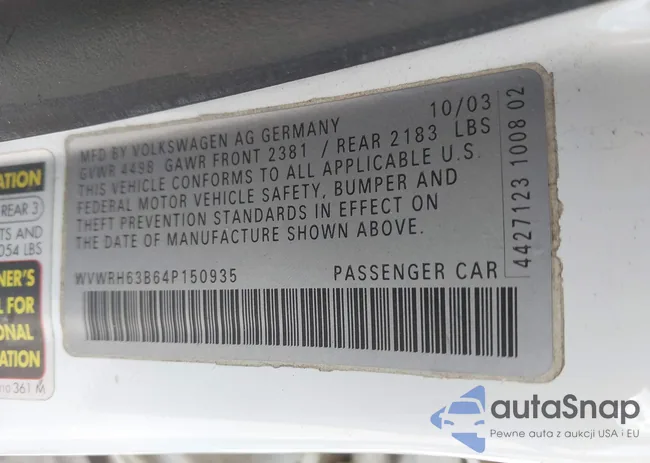 10/03
MFD BY VOLKSWAGEN AG GERMANY
GVWR 4498 GAWR FRONT 2381 / REAR 2183 LBS
THIS VEHICLE CONFORMS TO ALL APPLICABLE U.S.
FEDERAL MOTOR VEHICLE SAFETY, BUMPER AND
THEFT PREVENTION STANDARDS IN EFFECT ON
THE DATE OF MANUFACTURE SHOWN ABOVE.
WVWRH63B64P150935 PASSENGER CAR
4427123 1008 02
ATION
REAR 3
TS AND
054 LBS
NER'S
L FOR
ONAL
MATION
361 M
autaSnap
Pewne auta z aukcji USA i EU